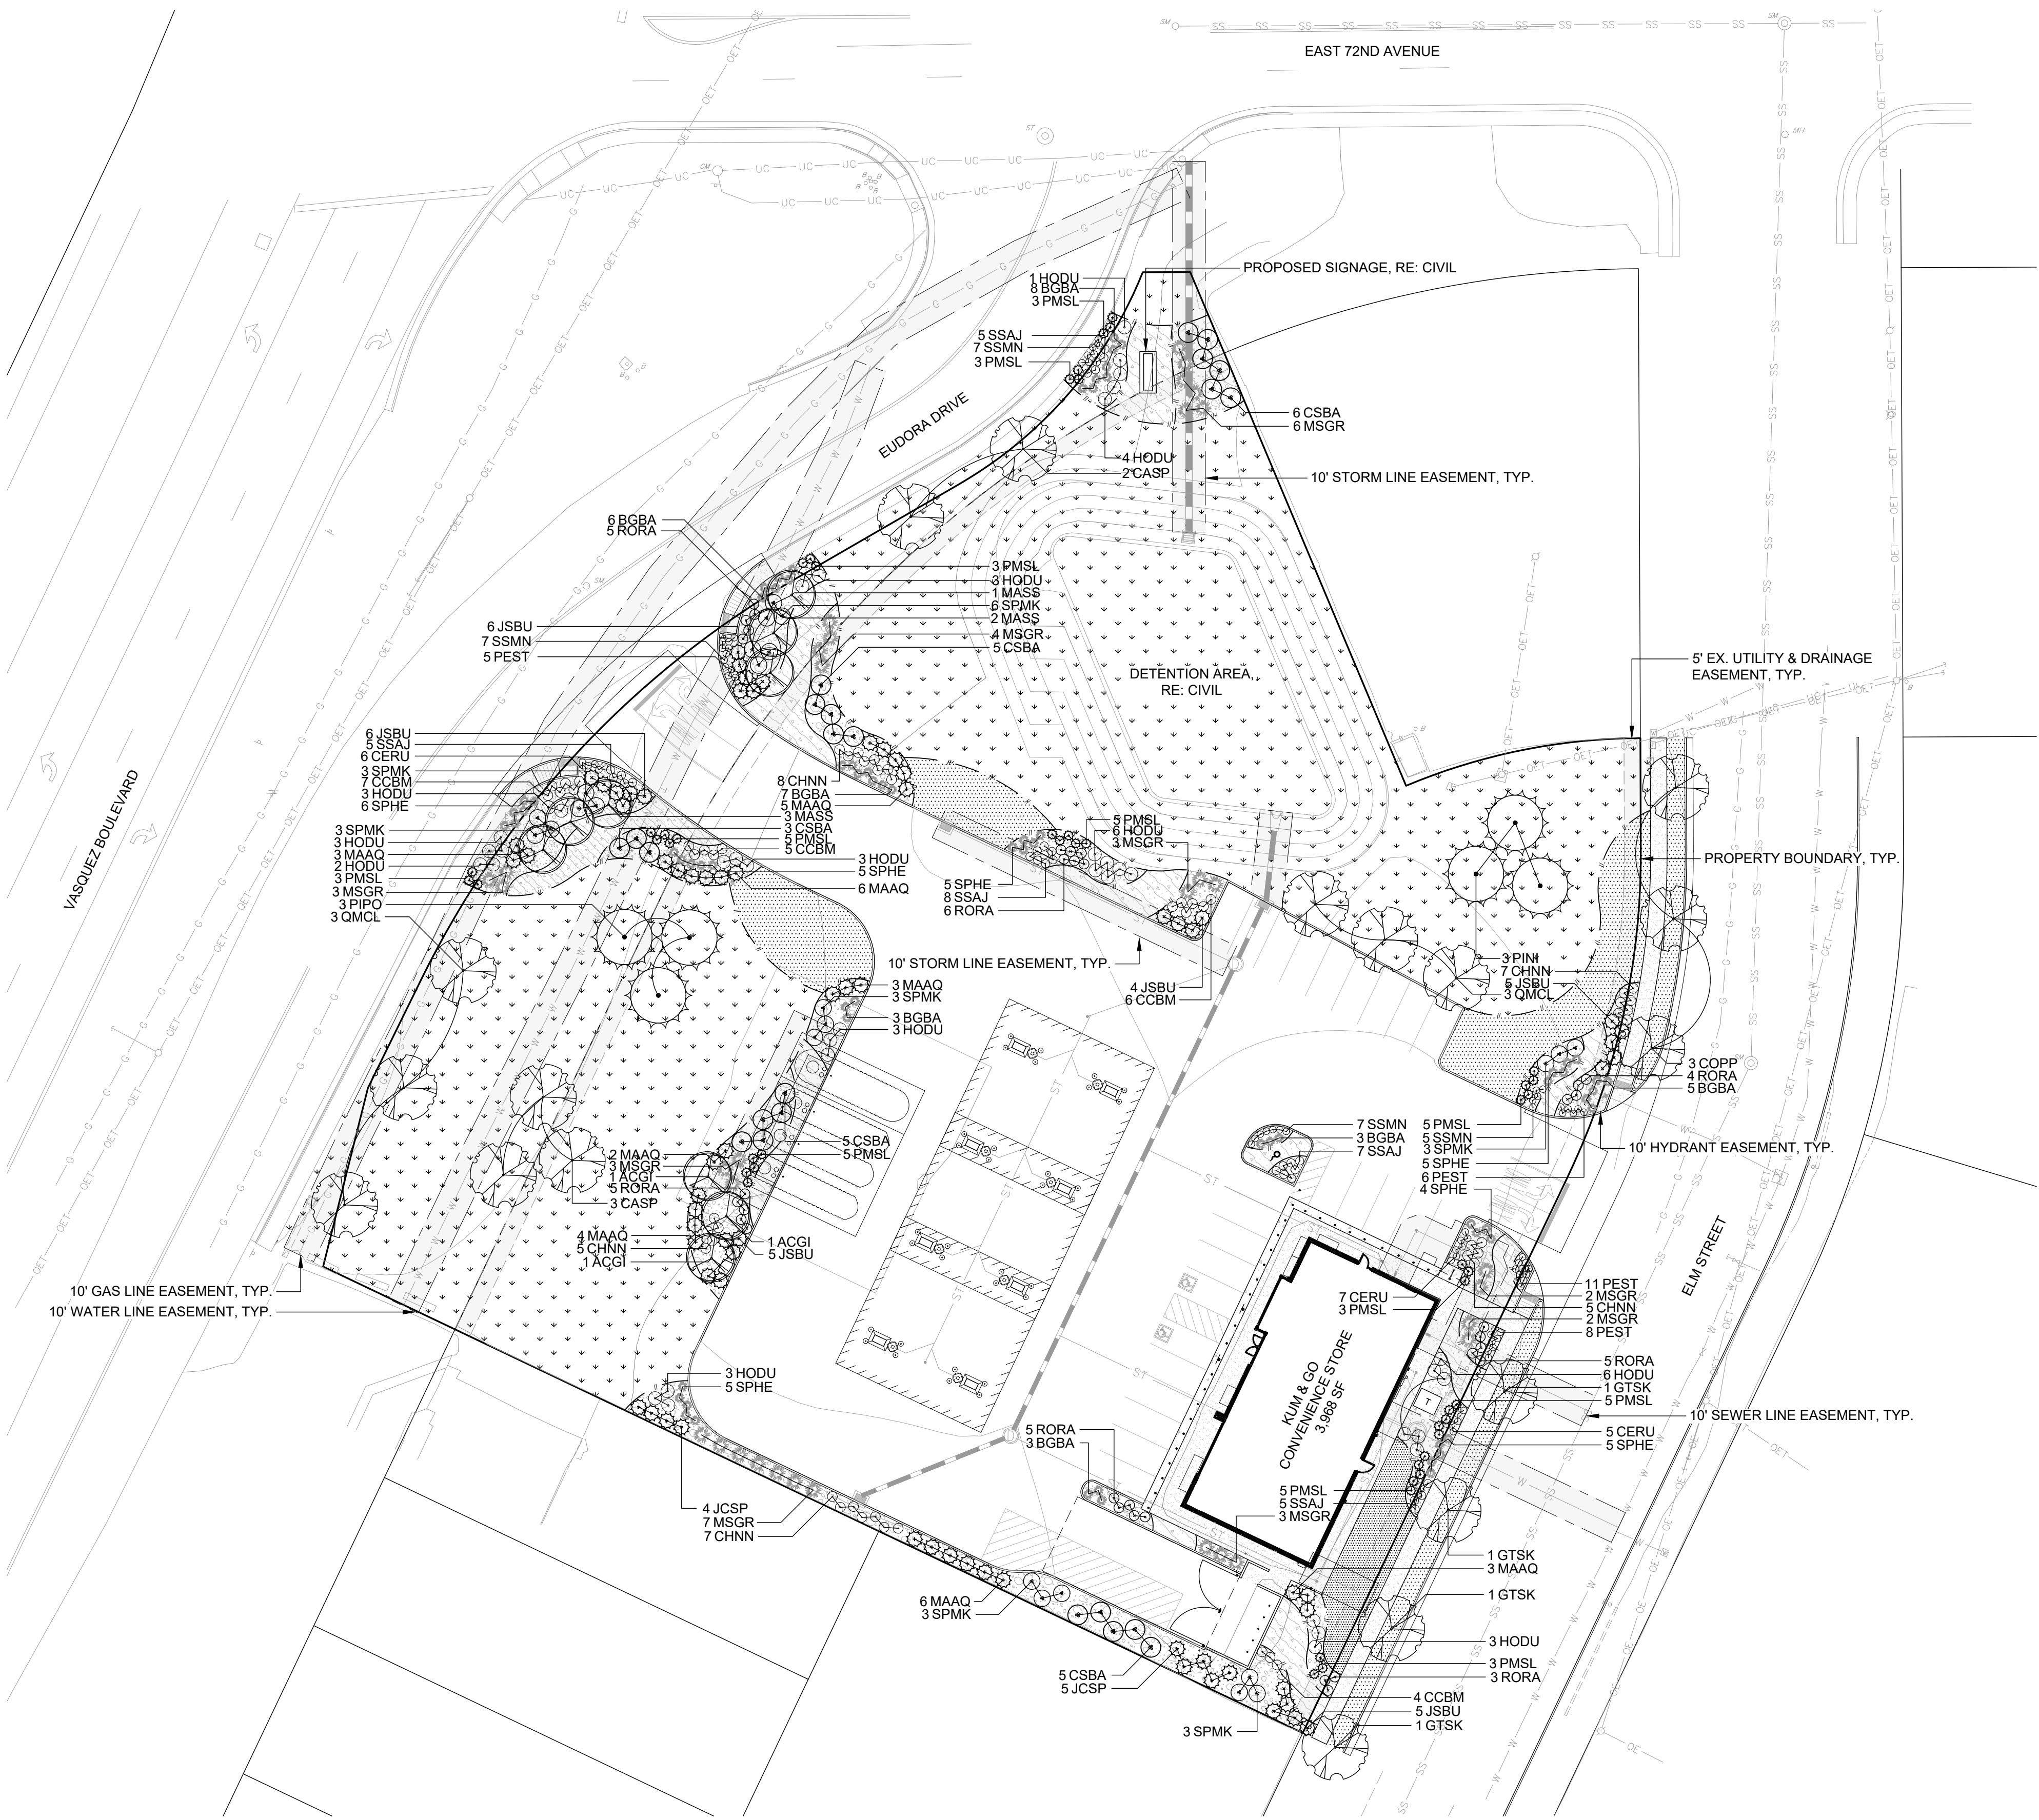 EAST 72ND AVENUE
SM
SM
MH
ST
CM
PROPOSED SIGNAGE, RE: CIVIL
1 HODU
8 BGBA
3 PMSL
5 SSAJ
7 SSMN
3 PMSL
EUDORA DRIVE
6 CSBA
6 MSGR
4 HODU
2 CASP
10' STORM LINE EASEMENT, TYP.
6 BGBA
5 RORA
3 PMSL
3 HODU
1 MASS
6 SPMK
2 MASS
4 MSGR
5 CSBA
6 JSBU
7 SSMN
5 PEST
DETENTION AREA,
RE: CIVIL
5' EX. UTILITY & DRAINAGE
EASEMENT, TYP.
6 JSBU
5 SSAJ
6 CERU
3 SPMK
7 CCBM
3 HODU
6 SPHE
VASQUEZ BOULEVARD
8 CHNN
7 BGBA
5 MAAQ
3 MASS
3 CSBA
5 PMSL
5 CCBM
3 HODU
5 SPHE
6 MAAQ
3 SPMK
3 HODU
3 MAAQ
2 HODU
3 PMSL
3 MSGR
3 PIPO
3 QMCL
5 PMSL
6 HODU
3 MSGR
5 SPHE
8 SSAJ
6 RORA
PROPERTY BOUNDARY, TYP.
10' STORM LINE EASEMENT, TYP.
4 JSBU
6 CCBM
3 PINI
7 CHNN
5 JSBU
3 QMCL
3 MAAQ
3 SPMK
3 BGBA
3 HODU
3 COPP
4 RORA
5 BGBA
7 SSMN
3 BGBA
7 SSAJ
5 PMSL
5 SSMN
3 SPMK
5 SPHE
6 PEST
4 SPHE
10' HYDRANT EASEMENT, TYP.
5 CSBA
5 PMSL
2 MAAQ
3 MSGR
1 ACGI
5 RORA
3 CASP
4 MAAQ
5 CHNN
1 ACGI
1 ACGI
5 JSBU
10' GAS LINE EASEMENT, TYP.
10' WATER LINE EASEMENT, TYP.
ELM STREET
7 CERU
3 PMSL
11 PEST
2 MSGR
5 CHNN
2 MSGR
8 PEST
5 RORA
6 HODU
1 GTSK
5 PMSL
10' SEWER LINE EASEMENT, TYP.
5 CERU
5 SPHE
KUM & GO
CONVENIENCE STORE
3,968 SF
T
3 HODU
5 SPHE
5 RORA
3 BGBA
5 PMSL
5 SSAJ
3 MSGR
4 JCSP
7 MSGR
7 CHNN
1 GTSK
3 MAAQ
1 GTSK
6 MAAQ
3 SPMK
3 HODU
3 PMSL
3 RORA
5 CSBA
5 JCSP
4 CCBM
5 JSBU
1 GTSK
3 SPMK